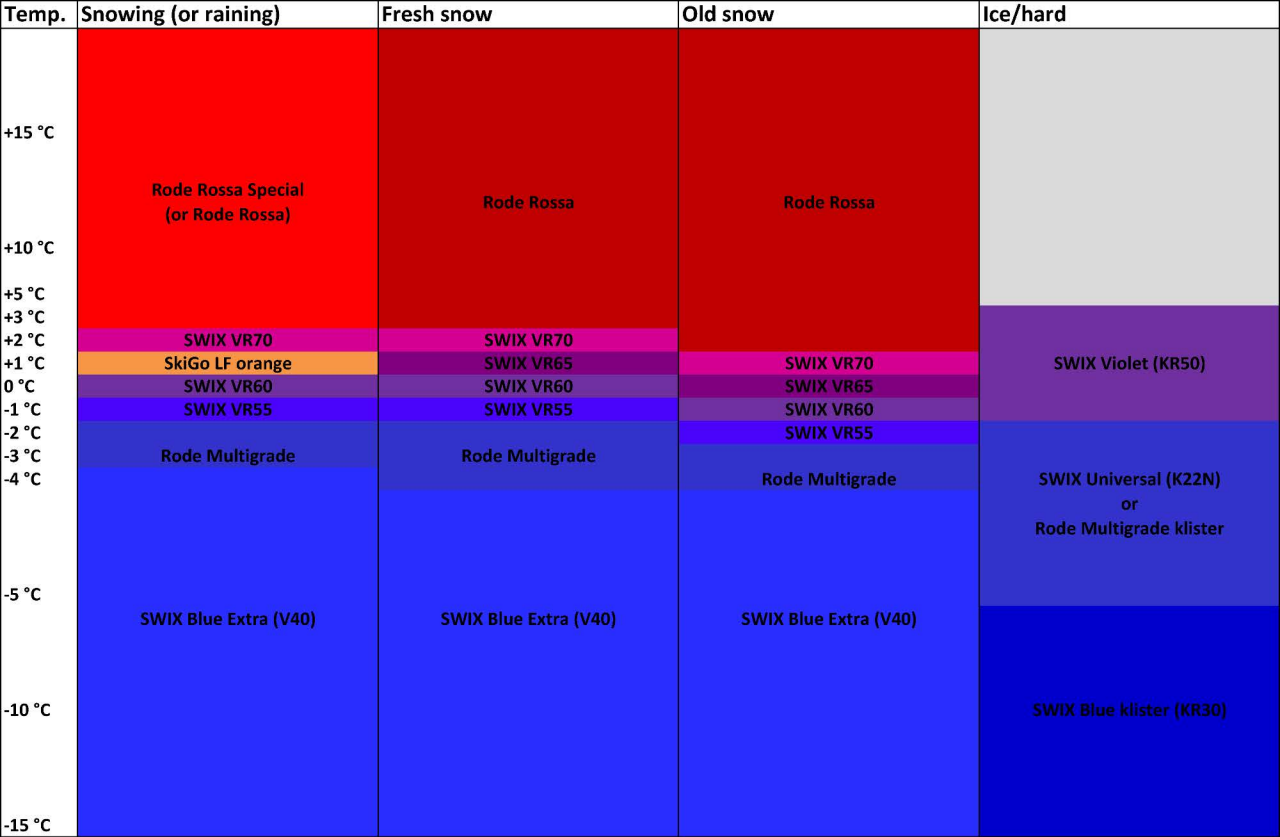 Temp. Snowing (or raining) Fresh snow Old snow Ice/hard
+15 °C
Rode Rossa Special
(or Rode Rossa)
Rode Rossa
Rode Rossa
+10 °C
+5 °C
+3 °C
+2 °C SWIX VR70 SWIX VR70
+1 °C SkiGo LF orange SWIX VR65 SWIX VR70 SWIX Violet (KR50)
0 °C SWIX VR60 SWIX VR60 SWIX VR65
-1 °C SWIX VR55 SWIX VR55 SWIX VR60
-2 °C SWIX VR55
-3 °C Rode Multigrade Rode Multigrade
-4 °C Rode Multigrade SWIX Universal (K22N)
or
Rode Multigrade klister
-5 °C
SWIX Blue Extra (V40) SWIX Blue Extra (V40) SWIX Blue Extra (V40)
-10 °C SWIX Blue klister (KR30)
-15 °C